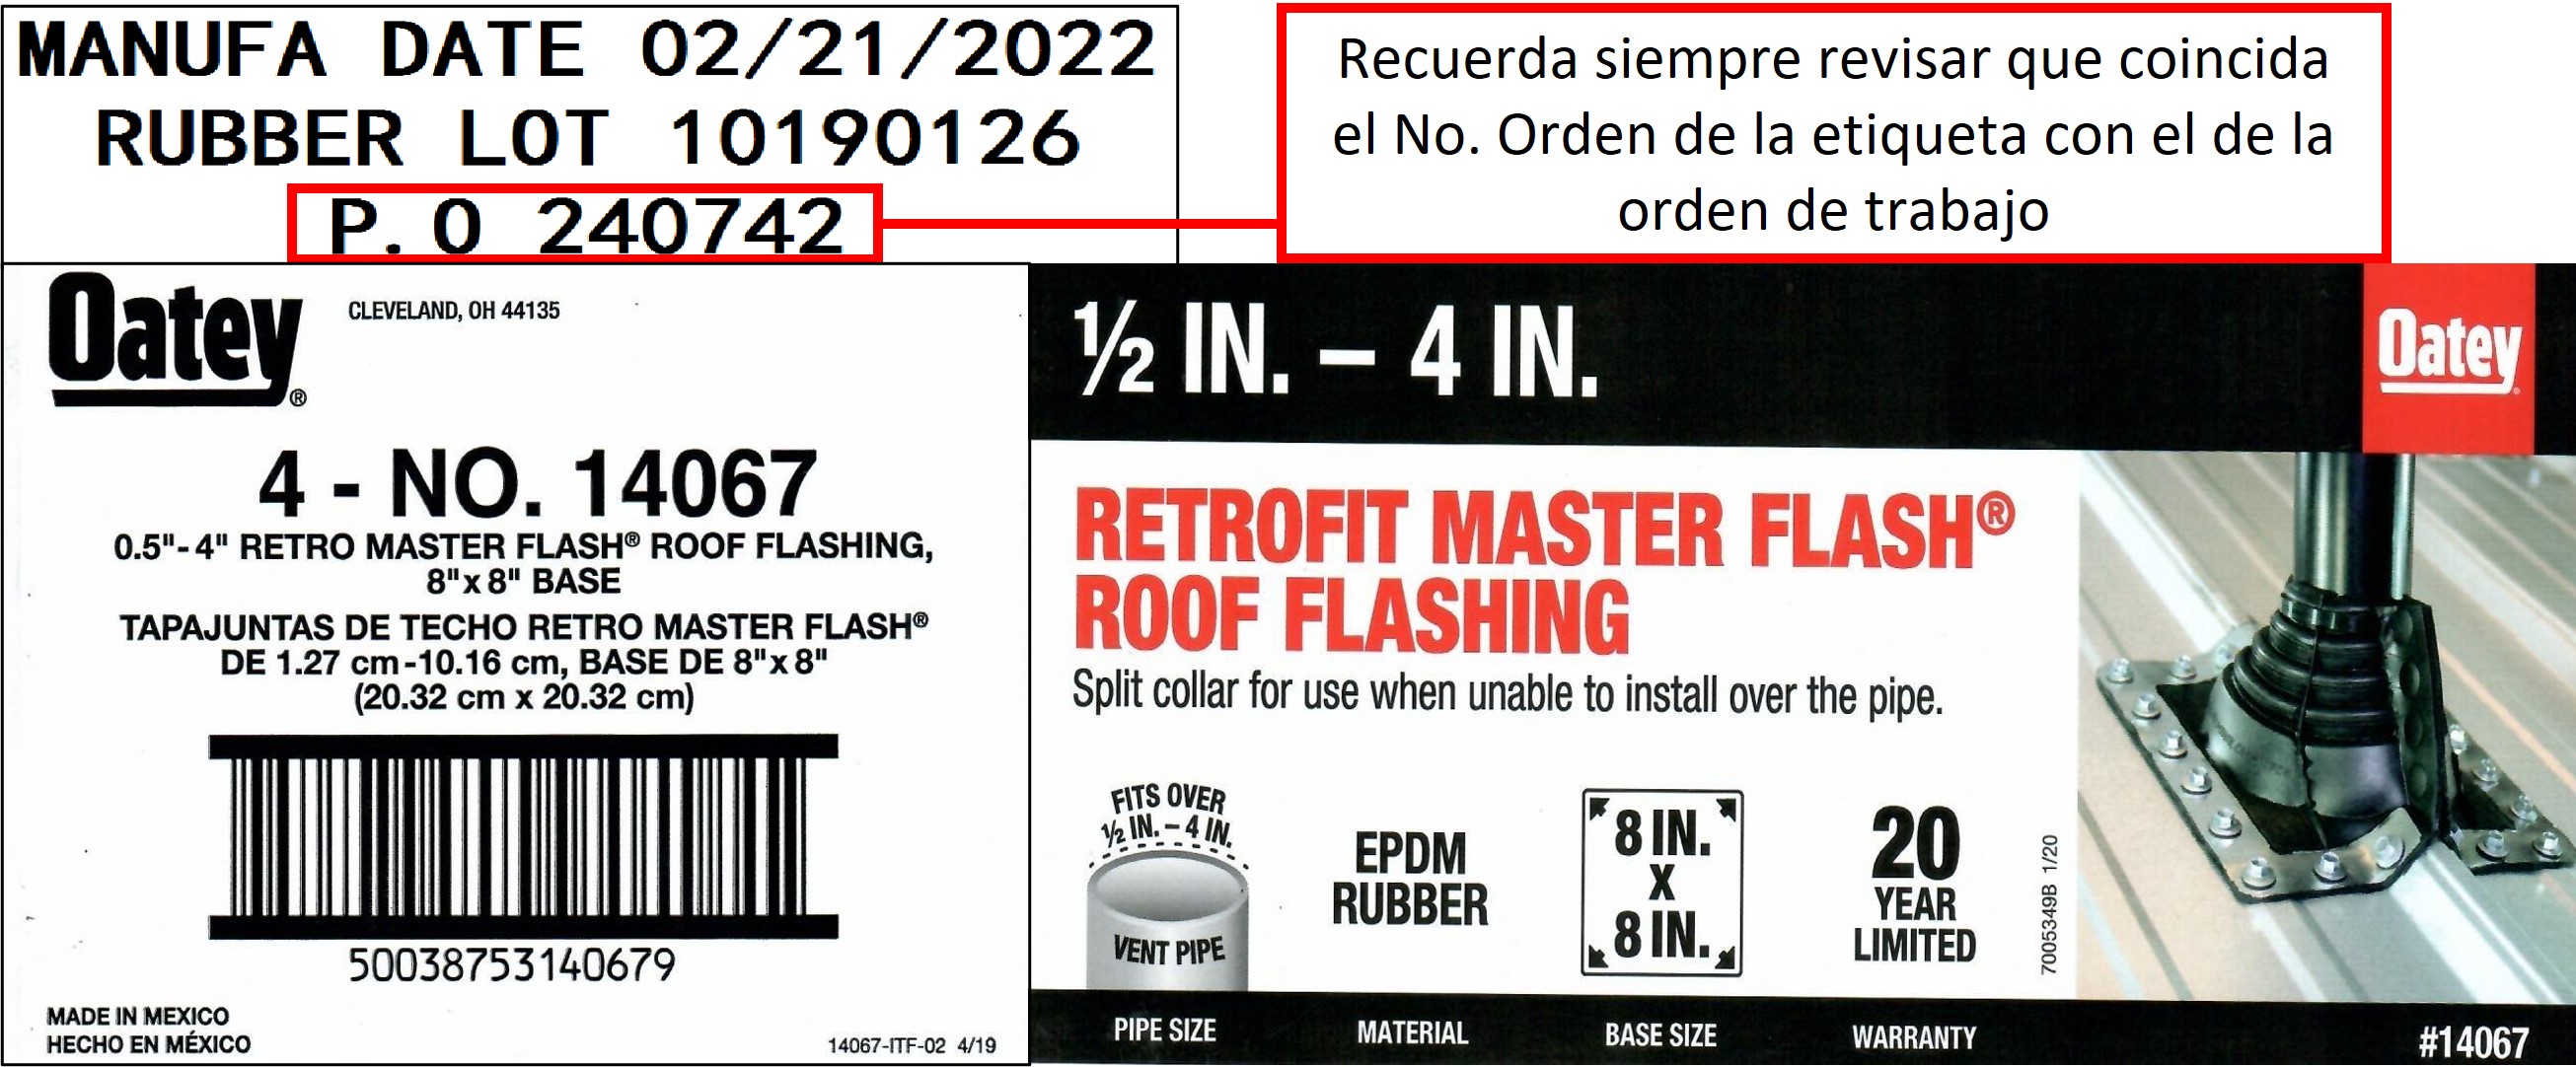 MANUFA DATE 02/21/2022
RUBBER LOT 10190126
P.O 240742
Recuerda siempre revisar que coincida
el No. Orden de la etiqueta con el de la
orden de trabajo
Oatey®
CLEVELAND, OH 44135
4 - NO. 14067
0.5"- 4" RETRO MASTER FLASH® ROOF FLASHING,
8"x 8" BASE
TAPAJUNTAS DE TECHO RETRO MASTER FLASH®
DE 1.27 cm-10.16 cm, BASE DE 8"x 8"
(20.32 cm x 20.32 cm)
50038753140679
MADE IN MEXICO
HECHO EN MÉXICO
14067-ITF-02 4/19
½ IN. – 4 IN.
Oatey
RETROFIT MASTER FLASH®
ROOF FLASHING
Split collar for use when unable to install over the pipe.
FITS OVER
½ IN. – 4 IN.
VENT PIPE
EPDM
RUBBER
8 IN.
X
8 IN.
20
YEAR
LIMITED
70053349B 1/20
PIPE SIZE
MATERIAL
BASE SIZE
WARRANTY
#14067